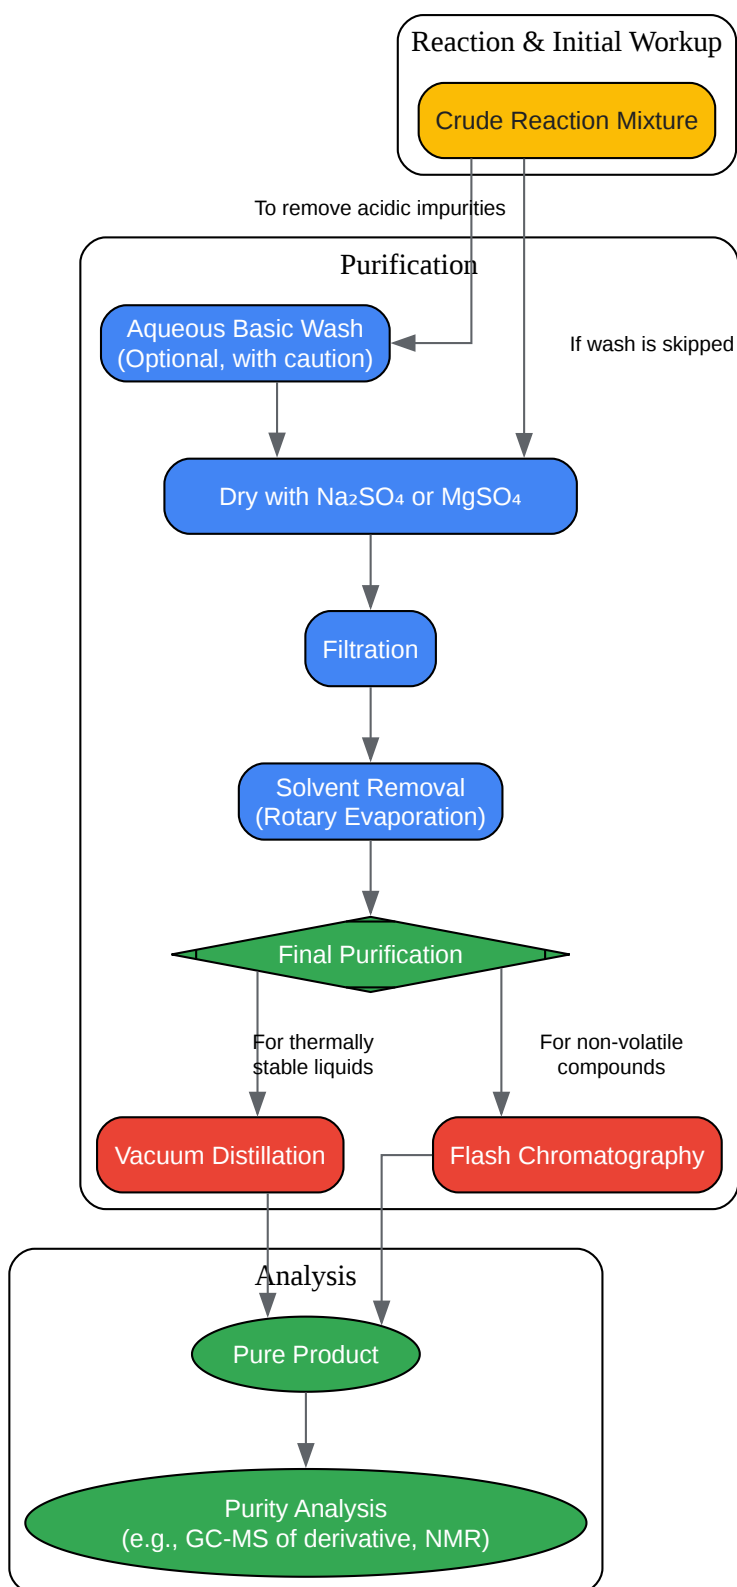 Reaction & Initial Workup
Crude Reaction Mixture
To remove acidic impurities
Purification
Aqueous Basic Wash
(Optional, with caution)
If wash is skipped
Dry with Na₂SO₄ or MgSO₄
Filtration
Solvent Removal
(Rotary Evaporation)
Final Purification
For thermally
stable liquids
For non-volatile
compounds
Vacuum Distillation
Flash Chromatography
Analysis
Pure Product
Purity Analysis
(e.g., GC-MS of derivative, NMR)